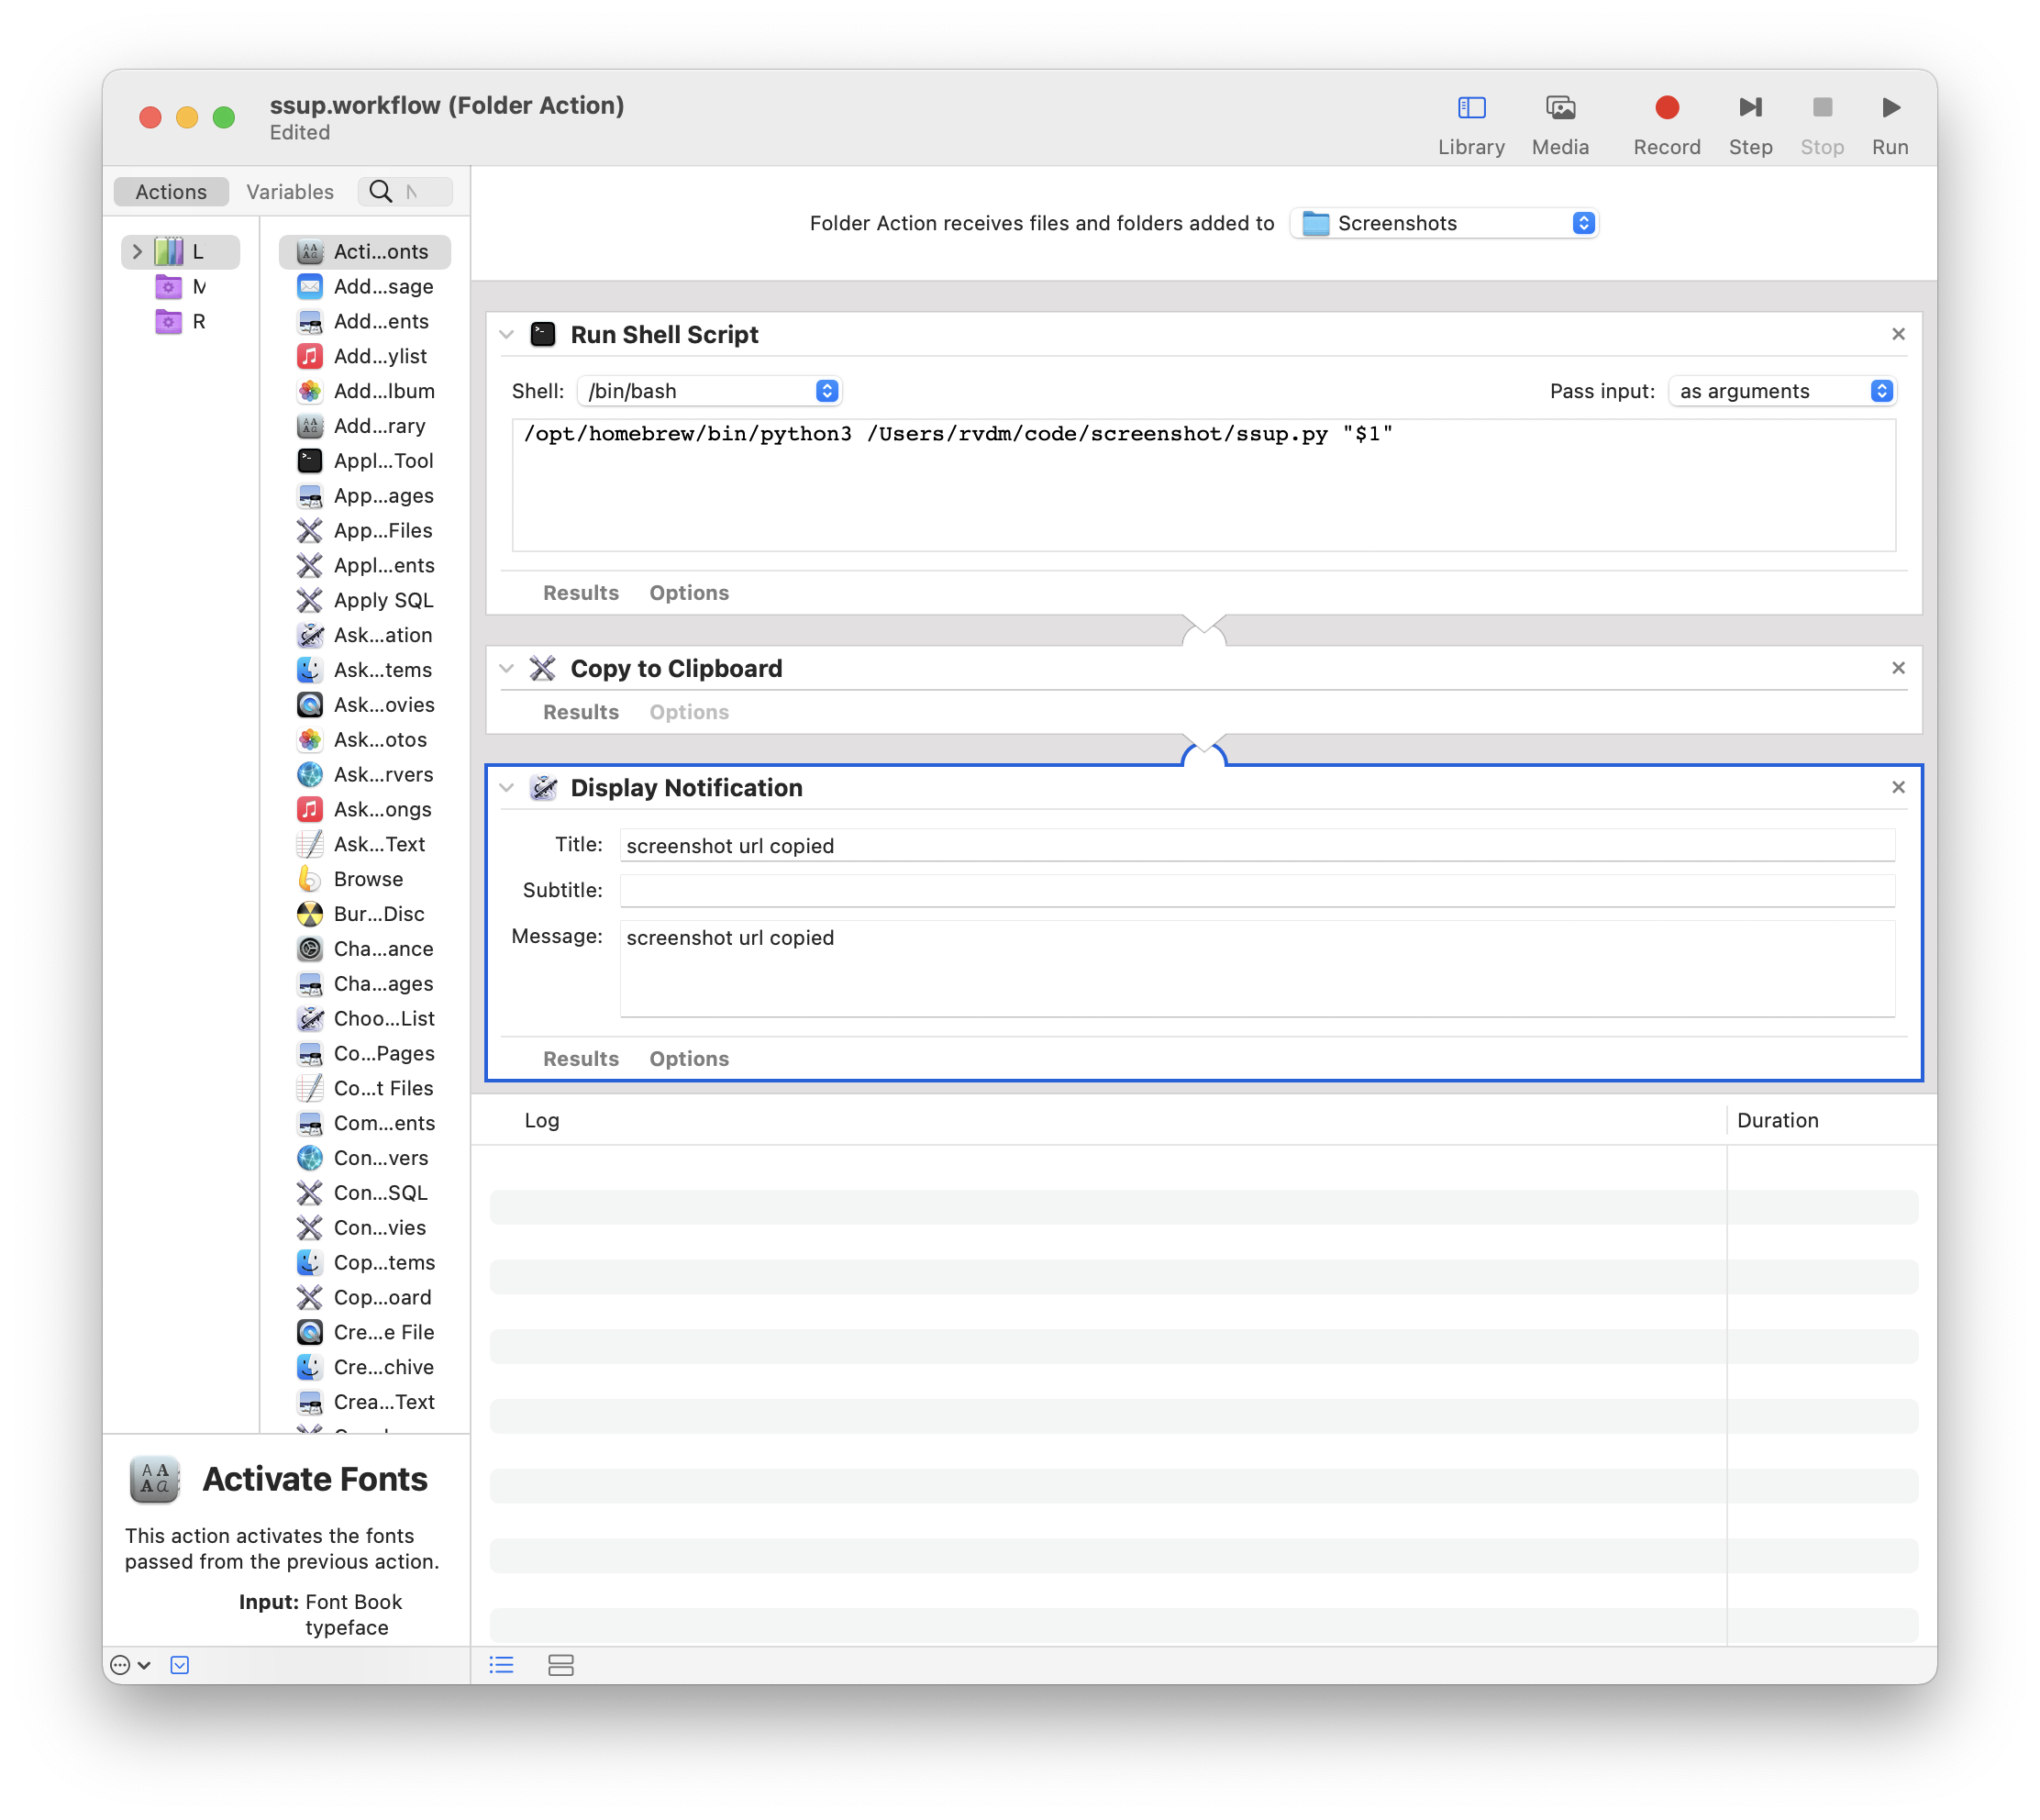 ssup.workflow (Folder Action)
Edited
Library
Media
Record
Step
Stop
Run
Actions
Variables
N
L
M
R
Acti...onts
Add...sage
Add...ents
Add...ylist
Add...lbum
Add...rary
Appl...Tool
App...ages
App...Files
Appl...ents
Apply SQL
Ask...ation
Ask...tems
Ask...ovies
Ask...otos
Ask...rvers
Ask...ongs
Ask...Text
Browse
Bur...Disc
Cha...ance
Cha...ages
Choo...List
Co...Pages
Co...t Files
Com...ents
Con...vers
Con...SQL
Con...vies
Cop...tems
Cop...oard
Cre...e File
Cre...chive
Crea...Text
Activate Fonts
This action activates the fonts
passed from the previous action.
Input: Font Book
typeface
Folder Action receives files and folders added to Screenshots
Run Shell Script
Shell: /bin/bash
Pass input: as arguments
/opt/homebrew/bin/python3 /Users/rvdm/code/screenshot/ssup.py "$1"
Results Options
Copy to Clipboard
Results Options
Display Notification
Title: screenshot url copied
Subtitle:
Message: screenshot url copied
Results Options
Log
Duration